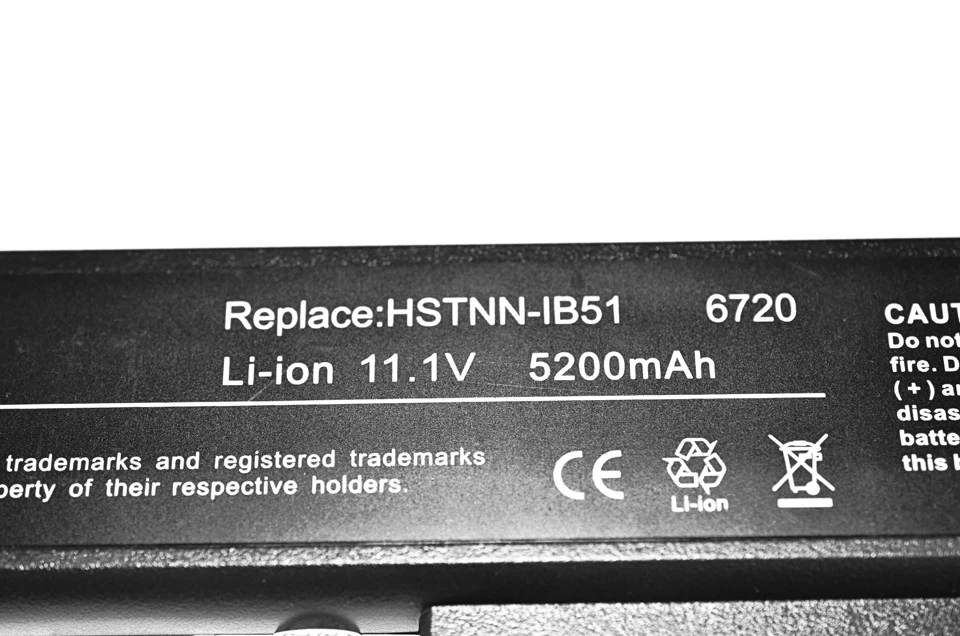 Replace:HSTNN-IB51 6720
Li-ion 11.1V 5200mAh
trademarks and registered trademarks
perty of their respective holders.
CE
Li-ion
CAUT
Do not
fire. D
(+) an
disas
batte
this b